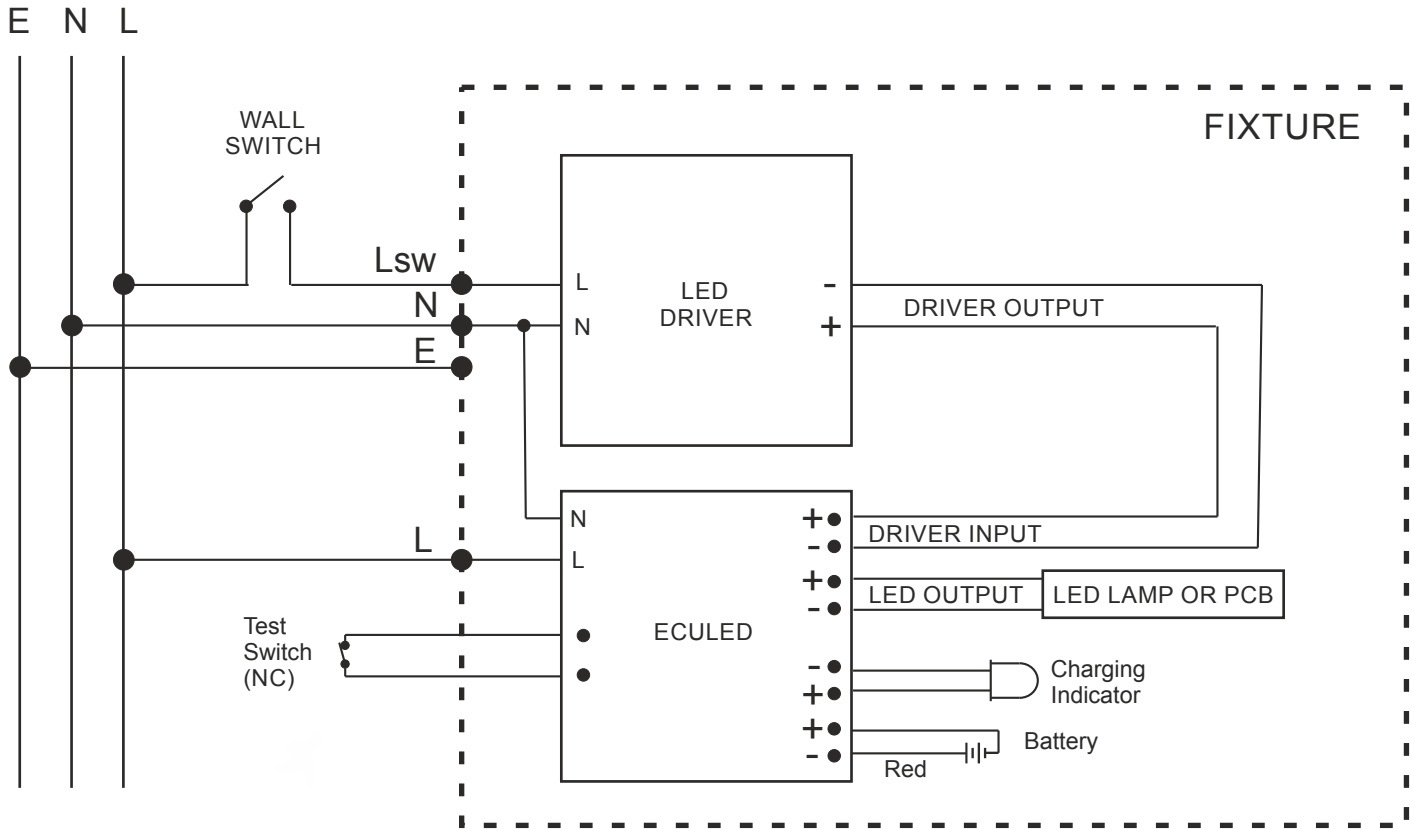 E N L
FIXTURE
WALL
SWITCH
Lsw
N
E
L
N
LED
DRIVER
-
+
DRIVER OUTPUT
L
N
L
ECULED
+
-
DRIVER INPUT
+
-
LED OUTPUT
LED LAMP OR PCB
Test
Switch
(NC)
-
+
Charging
Indicator
+
-
Battery
Red